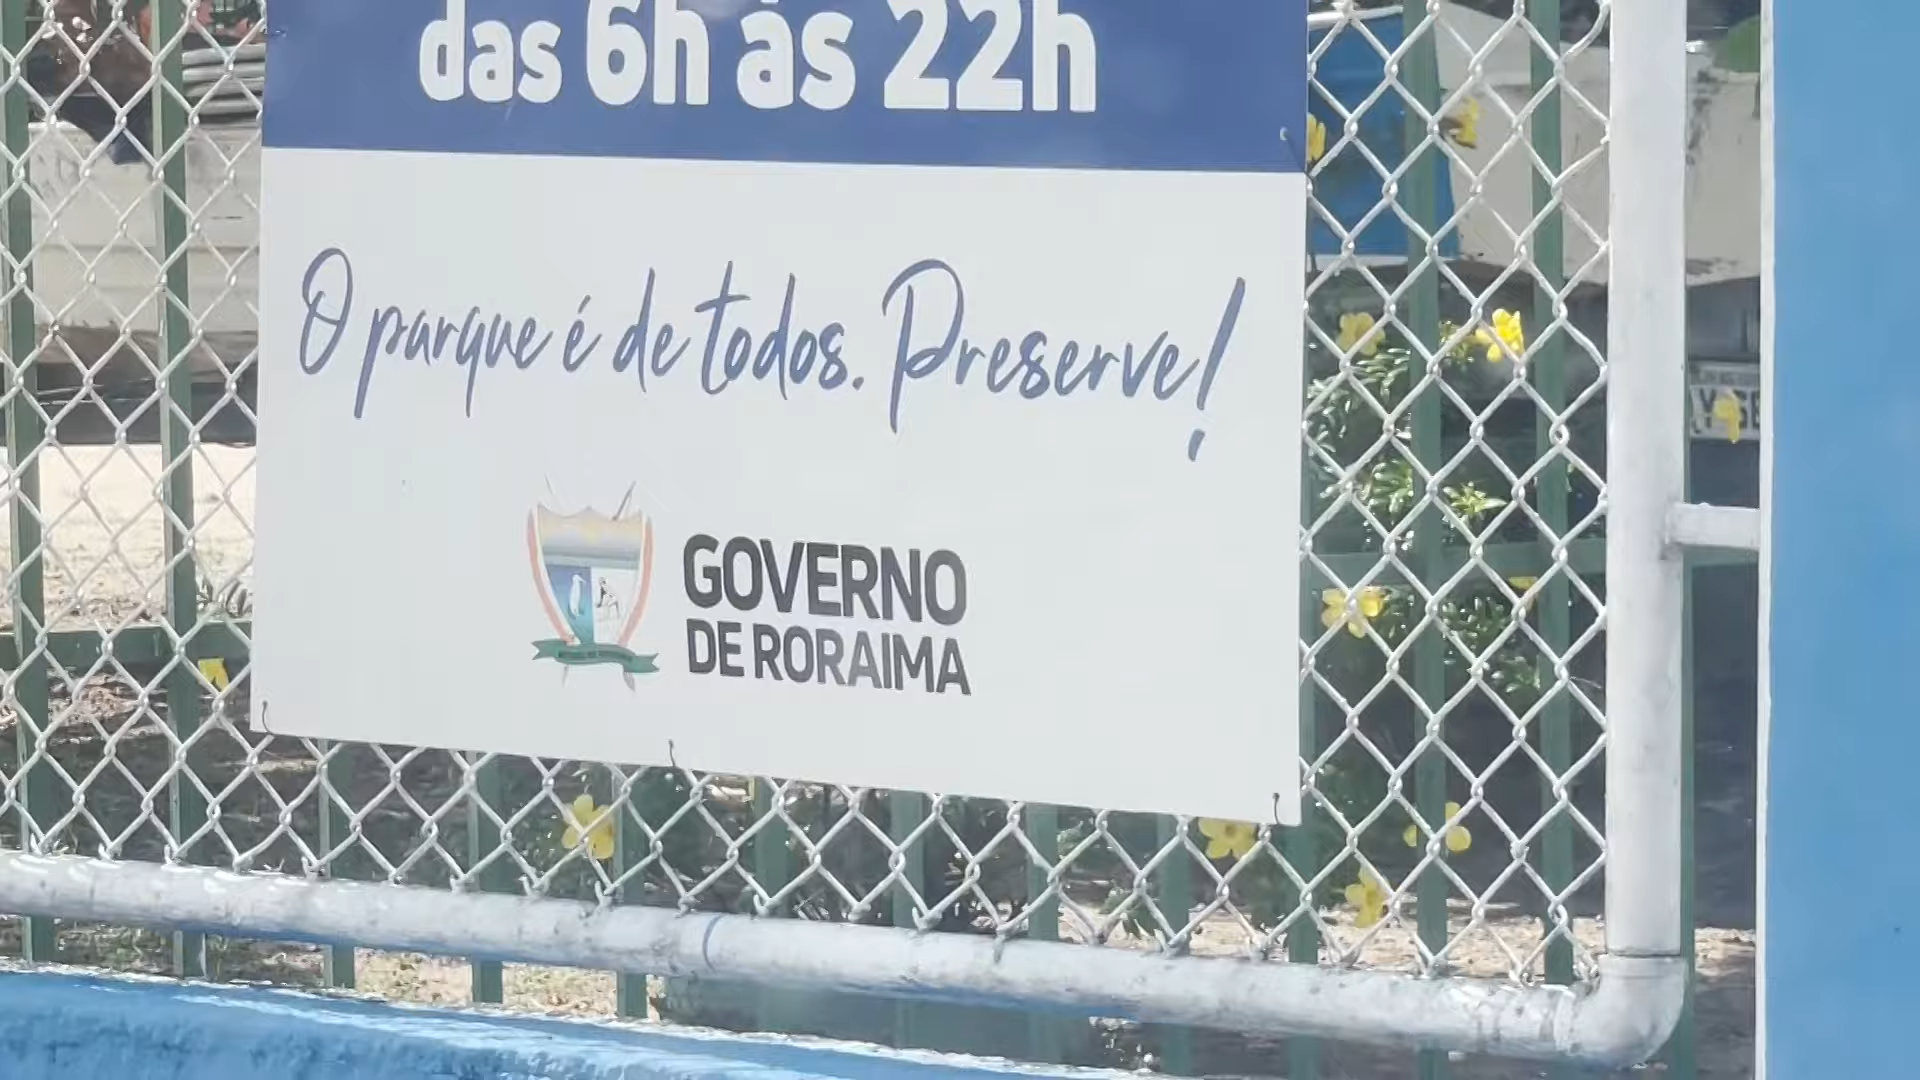 das 6h às 22h
O parque é de todos. Preserve!
GOVERNO
DE RORAIMA